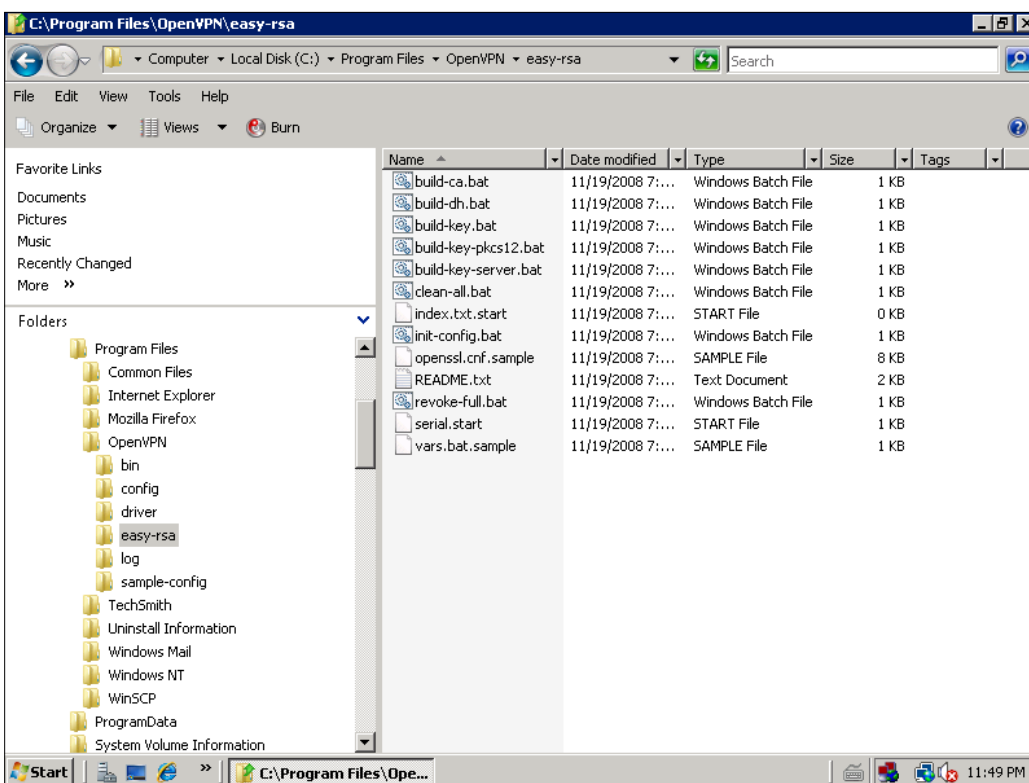 C:\Program Files\OpenVPN\easy-rsa
Computer Local Disk (C:) Program Files OpenVPN easy-rsa Search
File Edit View Tools Help
Organize Views Burn
Favorite Links
Documents
Pictures
Music
Recently Changed
More »
Folders
Program Files
Common Files
Internet Explorer
Mozilla Firefox
OpenVPN
bin
config
driver
easy-rsa
log
sample-config
TechSmith
Uninstall Information
Windows Mail
Windows NT
WinSCP
ProgramData
System Volume Information
Name Date modified Type Size Tags
build-ca.bat 11/19/2008 7:... Windows Batch File 1 KB
build-dh.bat 11/19/2008 7:... Windows Batch File 1 KB
build-key.bat 11/19/2008 7:... Windows Batch File 1 KB
build-key-pkcs12.bat 11/19/2008 7:... Windows Batch File 1 KB
build-key-server.bat 11/19/2008 7:... Windows Batch File 1 KB
clean-all.bat 11/19/2008 7:... Windows Batch File 1 KB
index.txt.start 11/19/2008 7:... START File 0 KB
init-config.bat 11/19/2008 7:... Windows Batch File 1 KB
openssl.cnf.sample 11/19/2008 7:... SAMPLE File 8 KB
README.txt 11/19/2008 7:... Text Document 2 KB
revoke-full.bat 11/19/2008 7:... Windows Batch File 1 KB
serial.start 11/19/2008 7:... START File 1 KB
vars.bat.sample 11/19/2008 7:... SAMPLE File 1 KB
Start » C:\Program Files\Ope... 11:49 PM